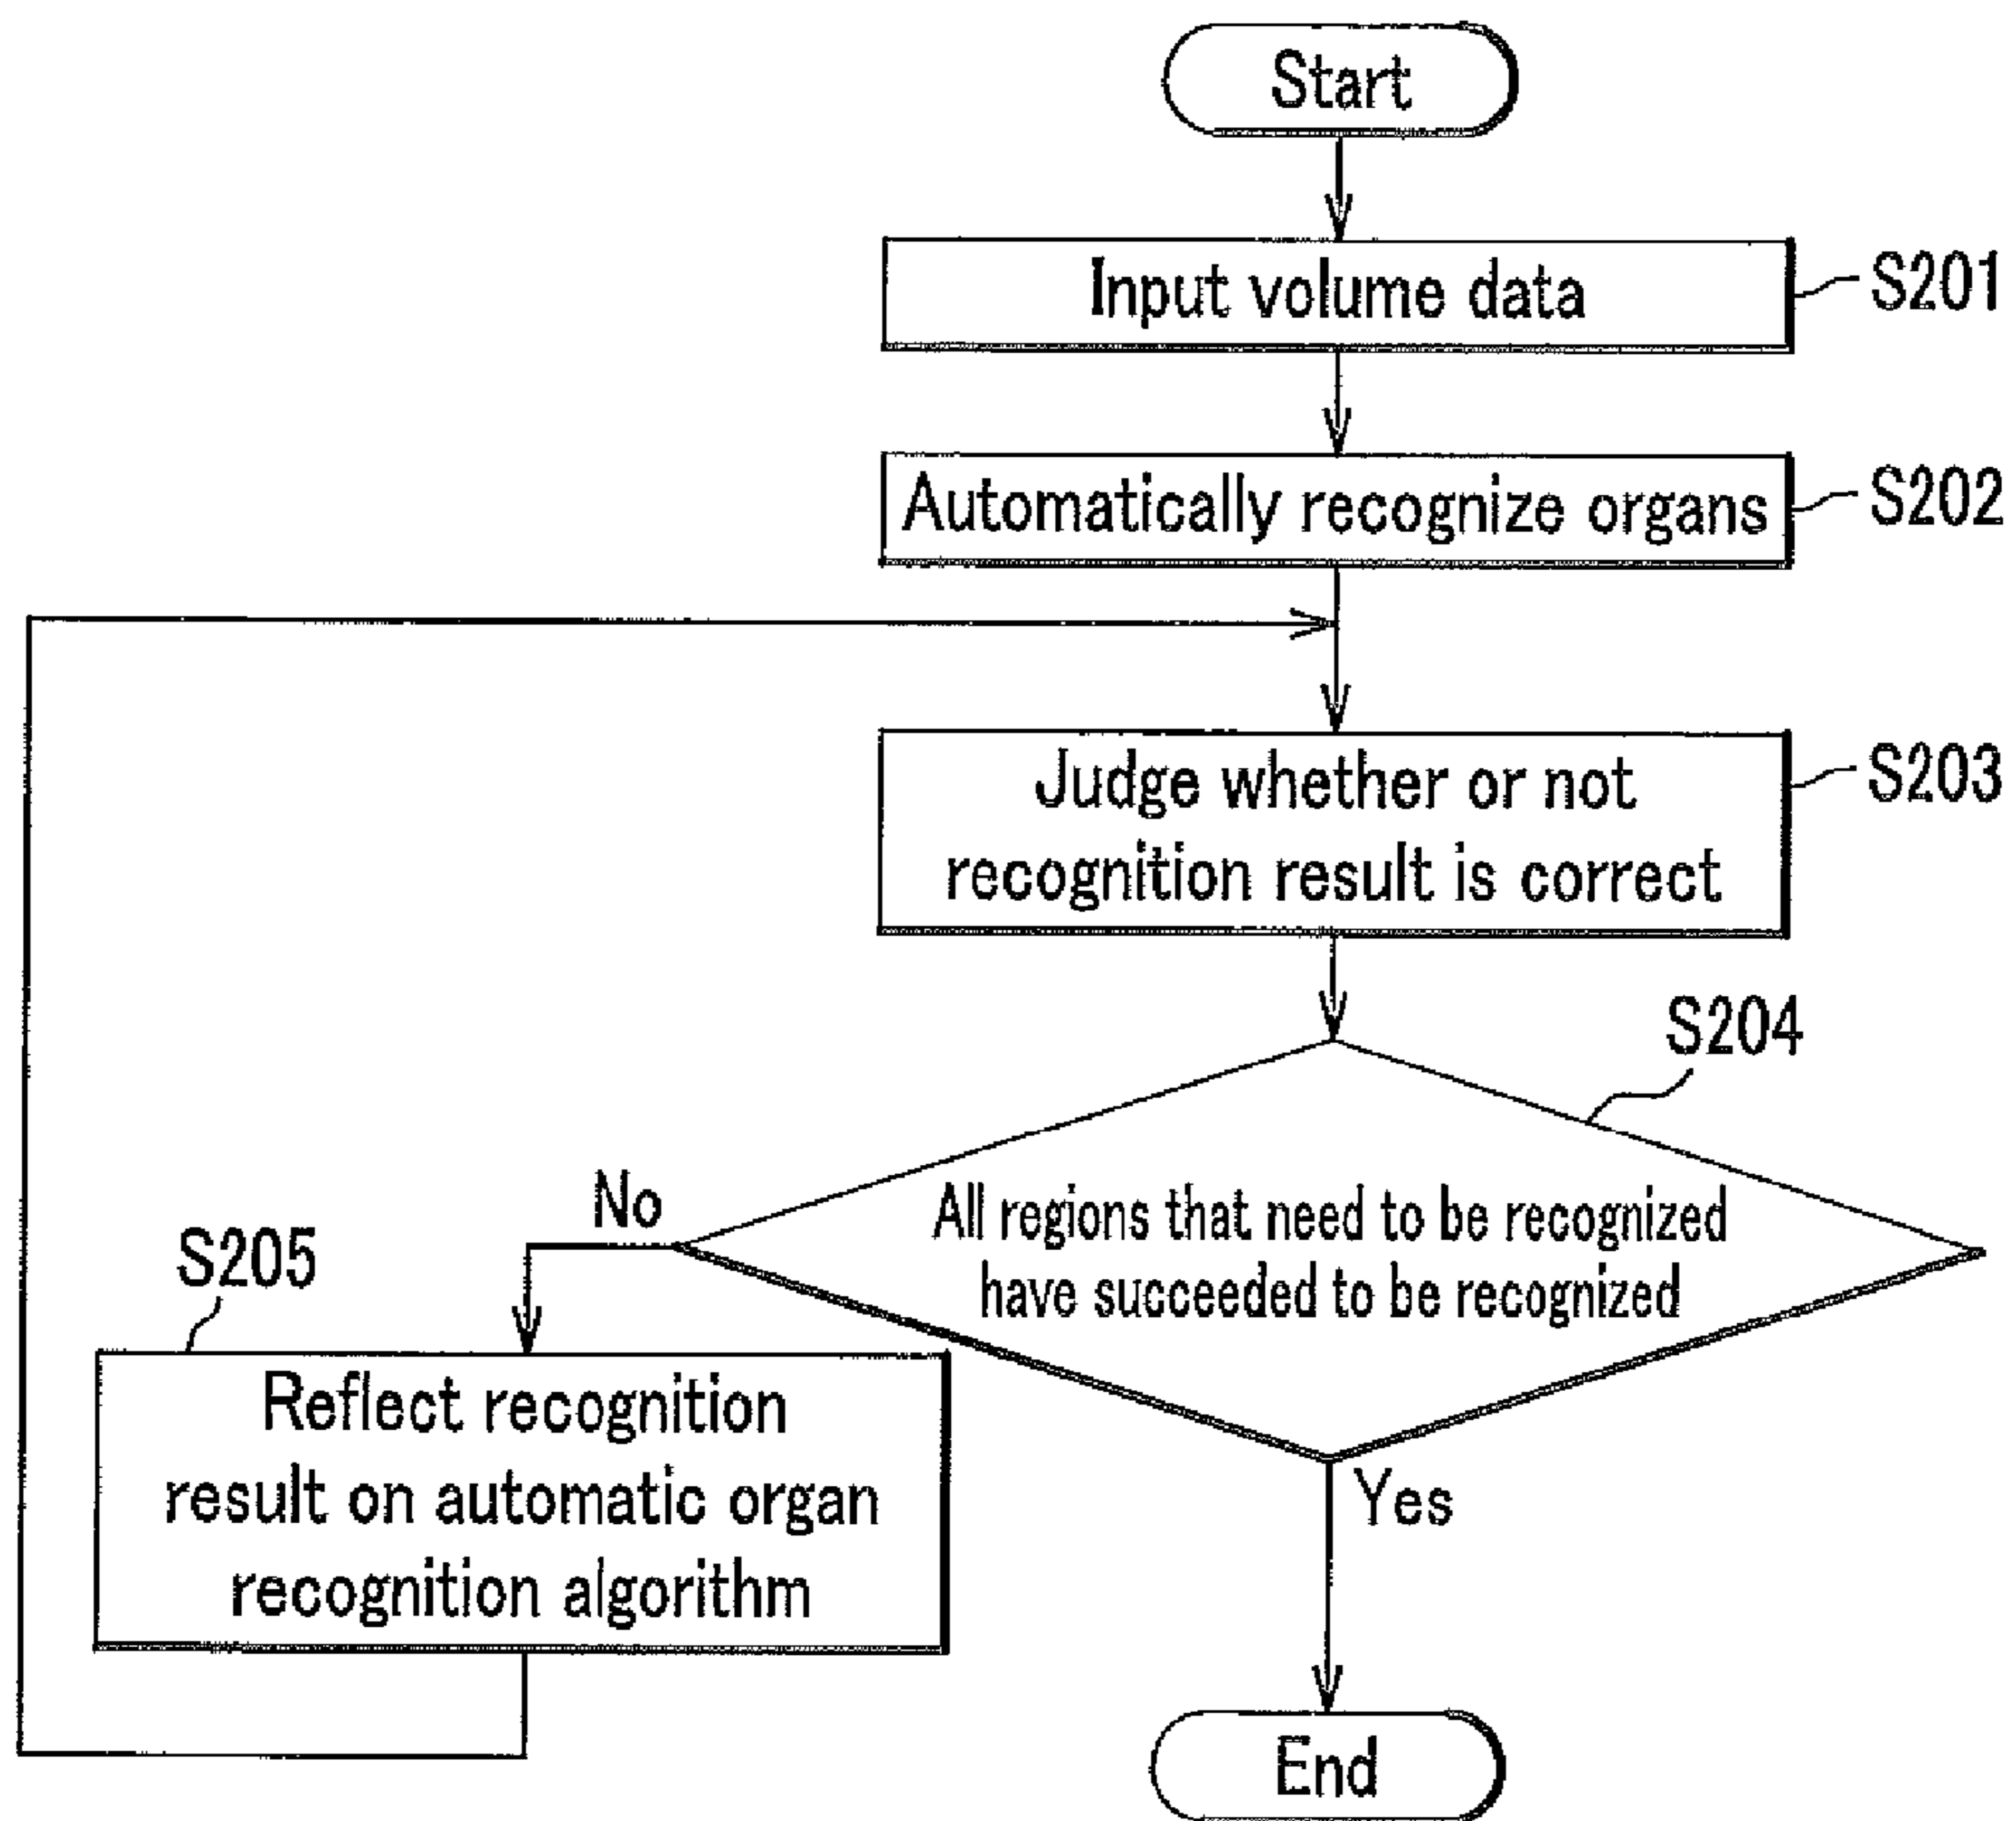 Start
Input volume data
S201
Automatically recognize organs
S202
Judge whether or not
recognition result is correct
S203
S204
All regions that need to be recognized
have succeeded to be recognized
No
Yes
S205
Reflect recognition
result on automatic organ
recognition algorithm
End